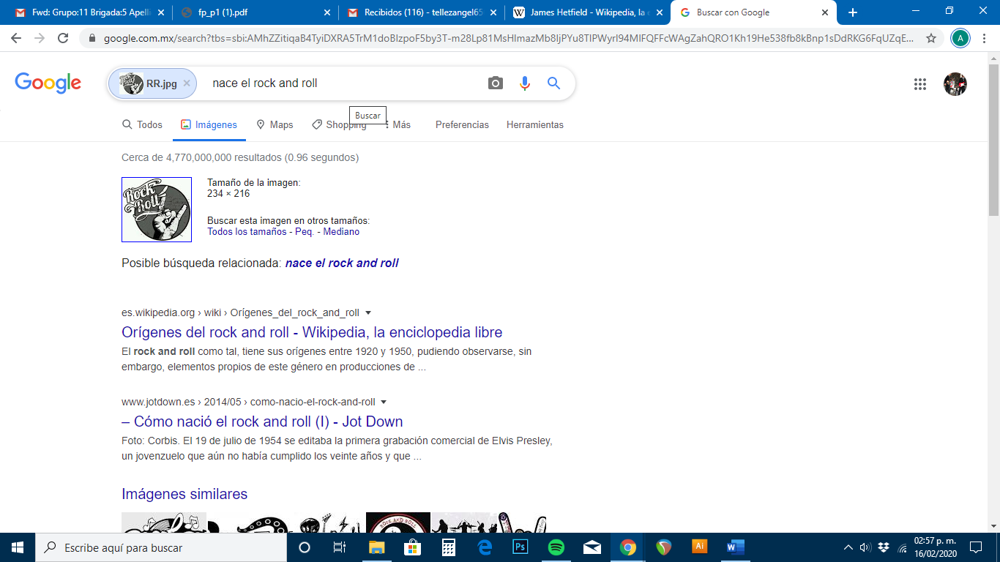 Fwd: Grupo:11 Brigada:5 Apelli
fp_p1 (1).pdf
Recibidos (116) - tellezangel65
James Hetfield - Wikipedia, la e
Buscar con Google
google.com.mx/search?tbs=sbi:AMhZZitiqaB4TyiDXRA5TrM1doBIzpoF5by3T-m28Lp81MsHImazMb8ljPYu8TlPWyrI94MIFQFFcWAgZahQRO1Kh19He538fb8kBnp1sDdRKG6FqUZqE...
A
Google
RR.jpg
nace el rock and roll
Buscar
Todos
Imágenes
Maps
Shopping
Más
Preferencias
Herramientas
Cerca de 4,770,000,000 resultados (0.96 segundos)
Rock
Roll
Tamaño de la imagen:
234 × 216
Buscar esta imagen en otros tamaños:
Todos los tamaños - Peq. - Mediano
Posible búsqueda relacionada: nace el rock and roll
es.wikipedia.org › wiki › Orígenes_del_rock_and_roll
Orígenes del rock and roll - Wikipedia, la enciclopedia libre
El rock and roll como tal, tiene sus orígenes entre 1920 y 1950, pudiendo observarse, sin
embargo, elementos propios de este género en producciones de ...
www.jotdown.es › 2014/05 › como-nacio-el-rock-and-roll
– Cómo nació el rock and roll (I) - Jot Down
Foto: Corbis. El 19 de julio de 1954 se editaba la primera grabación comercial de Elvis Presley,
un jovenzuelo que aún no había cumplido los veinte años y que ...
Imágenes similares
ROCK AND ROLL
Escribe aquí para buscar
Ps
Ai
W
02:57 p. m.
16/02/2020